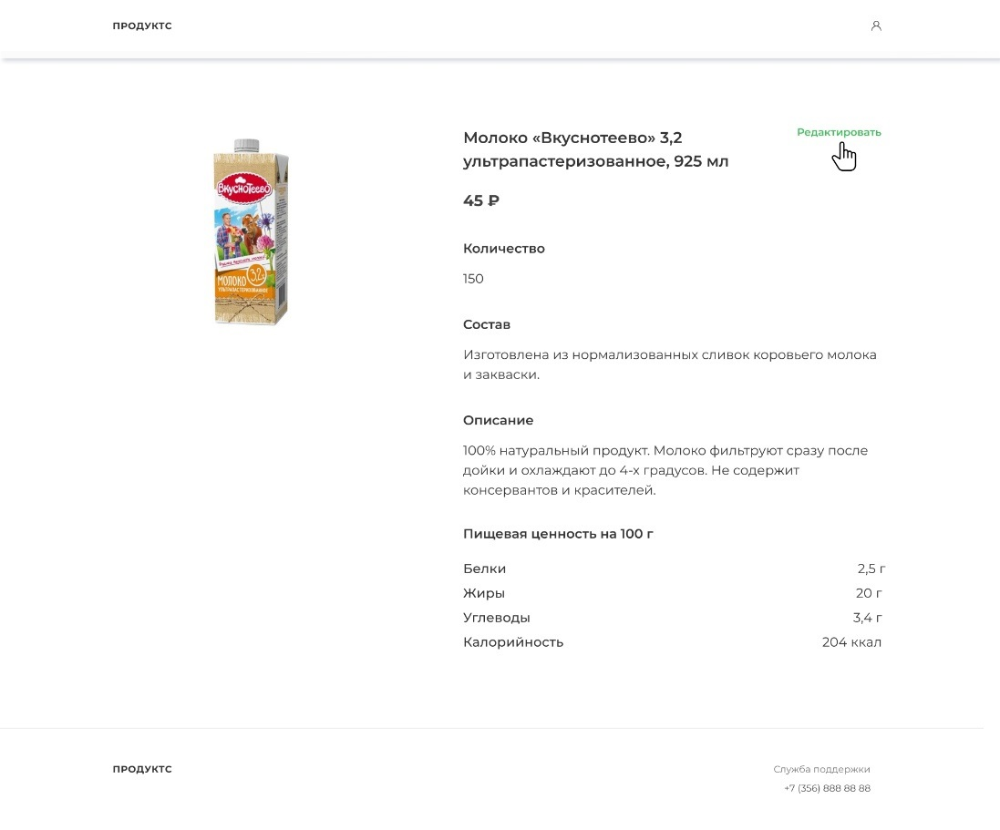 ПРОДУКТС
Молоко «Вкуснотеево» 3,2
ультрапастеризованное, 925 мл
Редактировать
45 ₽
Количество
150
Состав
Изготовлена из нормализованных сливок коровьего молока
и закваски.
Описание
100% натуральный продукт. Молоко фильтруют сразу после
дойки и охлаждают до 4-х градусов. Не содержит
консервантов и красителей.
Пищевая ценность на 100 г
Белки 2,5 г
Жиры 20 г
Углеводы 3,4 г
Калорийность 204 ккал
Вкуснотеево
МОЛОКО 3,2
УЛЬТРАПАСТЕРИЗОВАННОЕ
ПРОДУКТС
Служба поддержки
+7 (356) 888 88 88